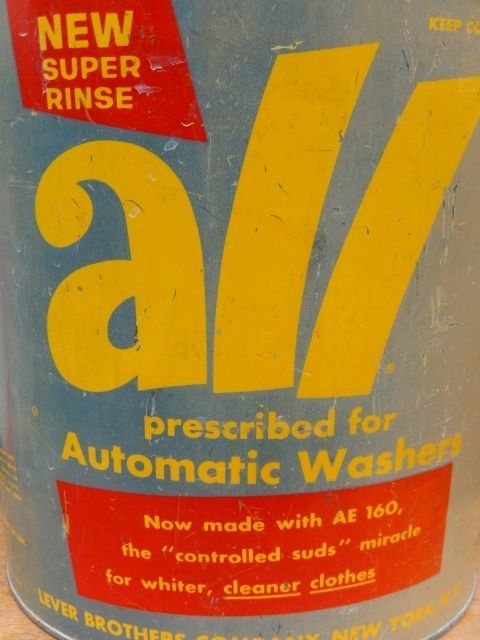 NEW
SUPER
RINSE
KEEP
all
prescribed for
Automatic Washers
Now made with AE 160,
the "controlled suds" miracle
for whiter, cleaner clothes
LEVER BROTHERS COMPANY, NEW YORK, N.Y.